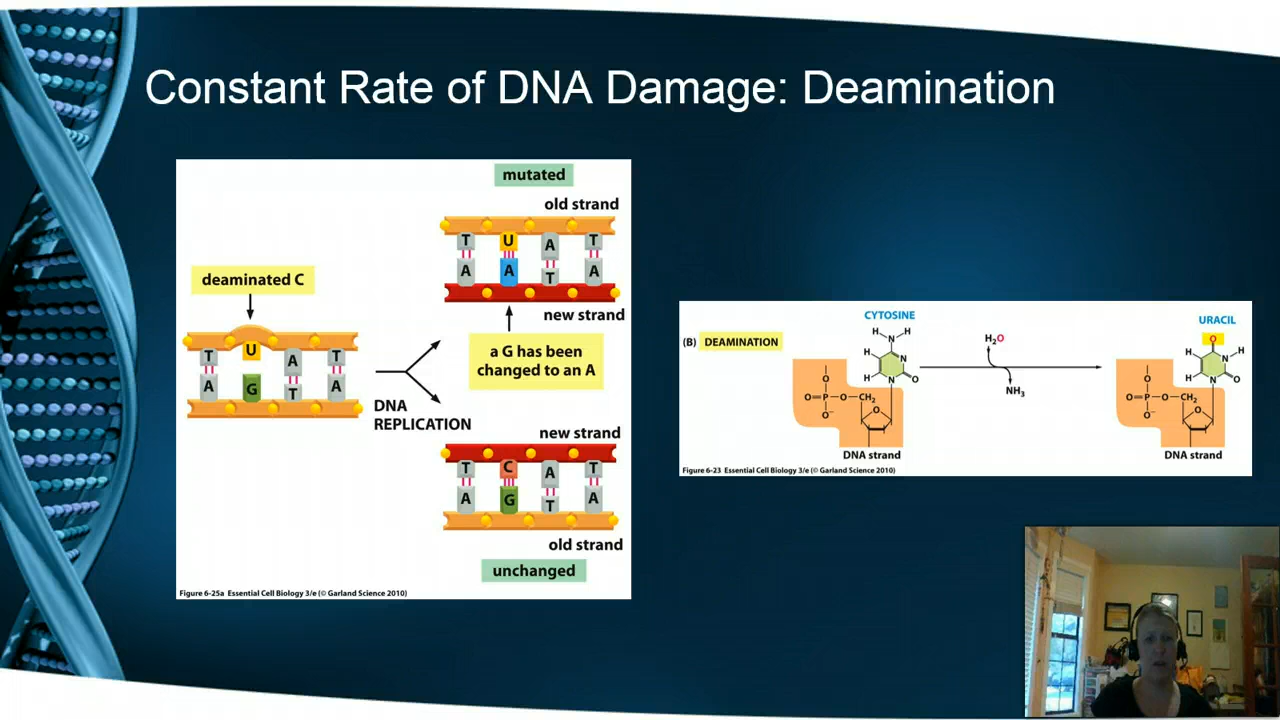 Constant Rate of DNA Damage: Deamination
mutated
old strand
T U A T
A A T A
new strand
deaminated C
T U A T
A G T A
a G has been
changed to an A
DNA
REPLICATION
new strand
T C A T
A G T A
old strand
unchanged
Figure 6-25a Essential Cell Biology 3/e (© Garland Science 2010)
(B) DEAMINATION
CYTOSINE
H H
N
H C C N
C C
H N O
O
O=P—O—CH₂
O⁻
O
DNA strand
H₂O
NH₃
URACIL
O
H C C N H
C C
H N O
O
O=P—O—CH₂
O⁻
O
DNA strand
Figure 6-23 Essential Cell Biology 3/e (© Garland Science 2010)